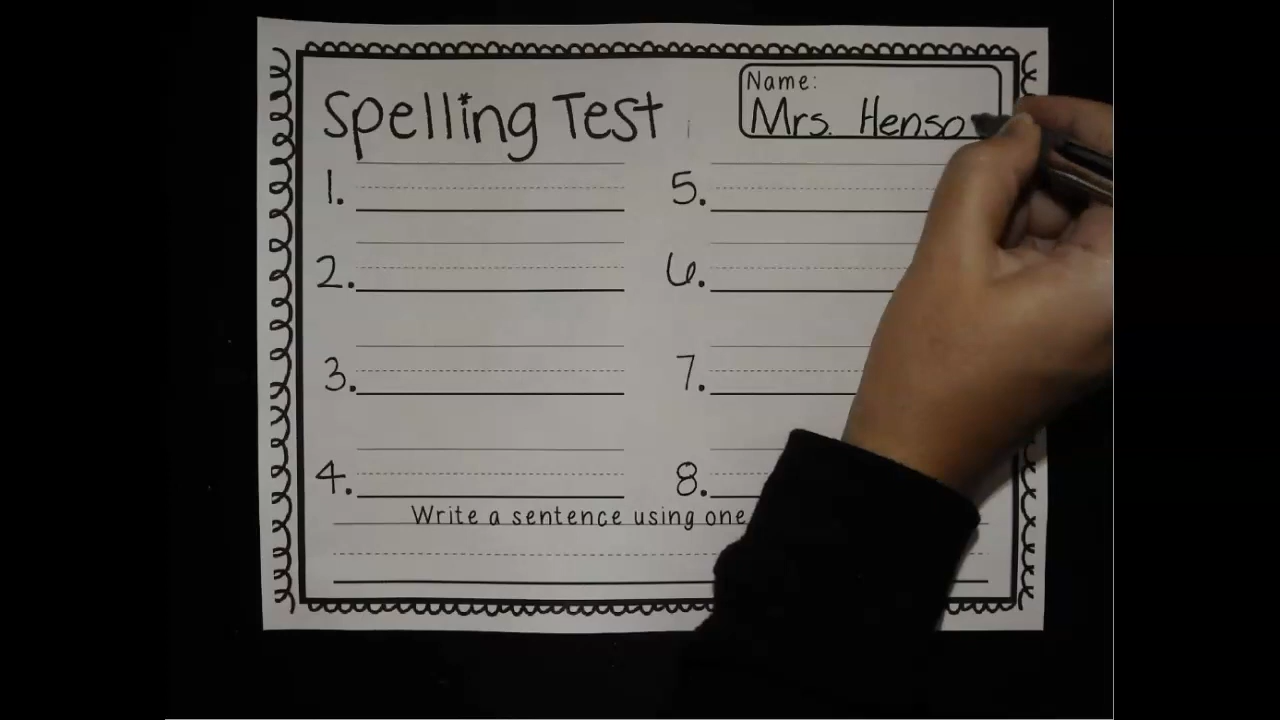 Name:
Spelling Test
Mrs. Henso
1.
2.
3.
4.
5.
6.
7.
8.
Write a sentence using one